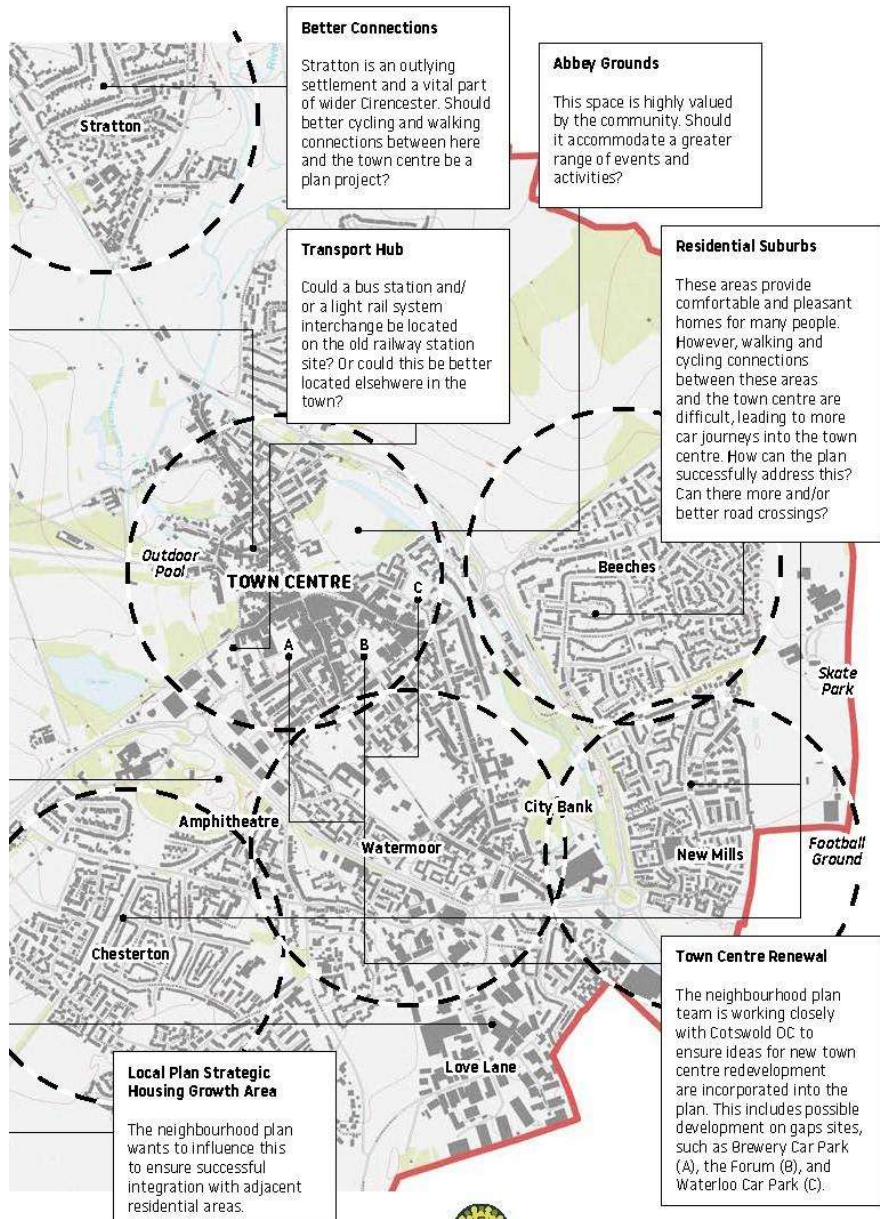 Better Connections
Stratton is an outlying
settlement and a vital part
of wider Cirencester. Should
better cycling and walking
connections between here
and the town centre be a
plan project?
Abbey Grounds
This space is highly valued
by the community. Should
it accommodate a greater
range of events and
activities?
Stratton
Transport Hub
Could a bus station and/
or a light rail system
interchange be located
on the old railway station
site? Or could this be better
located elsehwere in the
town?
Residential Suburbs
These areas provide
comfortable and pleasant
homes for many people.
However, walking and
cycling connections
between these areas
and the town centre are
difficult, leading to more
car journeys into the town
centre. How can the plan
successfully address this?
Can there more and/or
better road crossings?
Outdoor
Pool
TOWN CENTRE
A
B
C
Beeches
Skate
Park
Amphitheatre
Watermoor
City Bank
New Mills
Football
Ground
Chesterton
Love Lane
Town Centre Renewal
The neighbourhood plan
team is working closely
with Cotswold DC to
ensure ideas for new town
centre redevelopment
are incorporated into the
plan. This includes possible
development on gaps sites,
such as Brewery Car Park
(A), the Forum (B), and
Waterloo Car Park (C).
Local Plan Strategic
Housing Growth Area
The neighbourhood plan
wants to influence this
to ensure successful
integration with adjacent
residential areas.